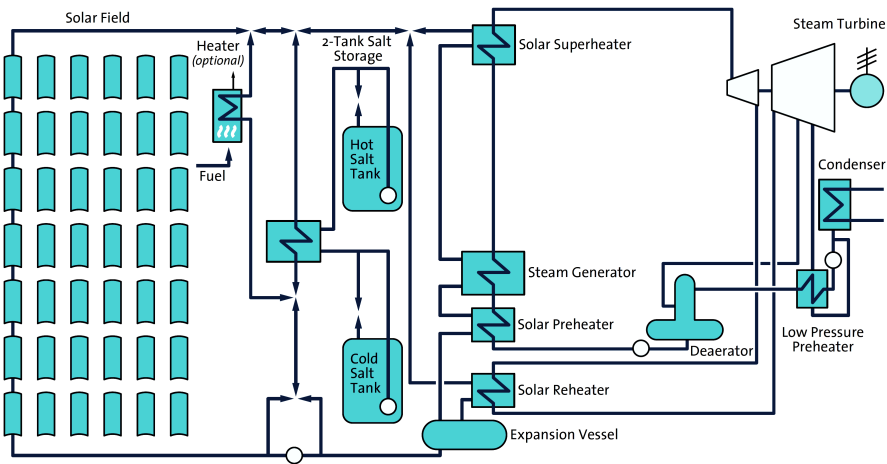 Solar Field
Heater
(optional)
Fuel
2-Tank Salt
Storage
Hot
Salt
Tank
Cold
Salt
Tank
Solar Superheater
Steam Generator
Solar Preheater
Solar Reheater
Expansion Vessel
Steam Turbine
Condenser
Deaerator
Low Pressure
Preheater